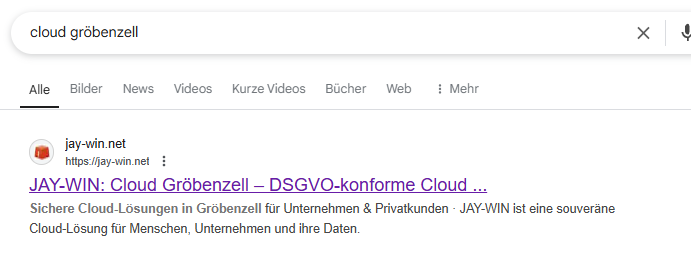 cloud gröbenzell
Alle Bilder News Videos Kurze Videos Bücher Web Mehr
jay-win.net
https://jay-win.net
JAY-WIN: Cloud Gröbenzell – DSGVO-konforme Cloud ...
Sichere Cloud-Lösungen in Gröbenzell für Unternehmen & Privatkunden · JAY-WIN ist eine souveräne
Cloud-Lösung für Menschen, Unternehmen und ihre Daten.